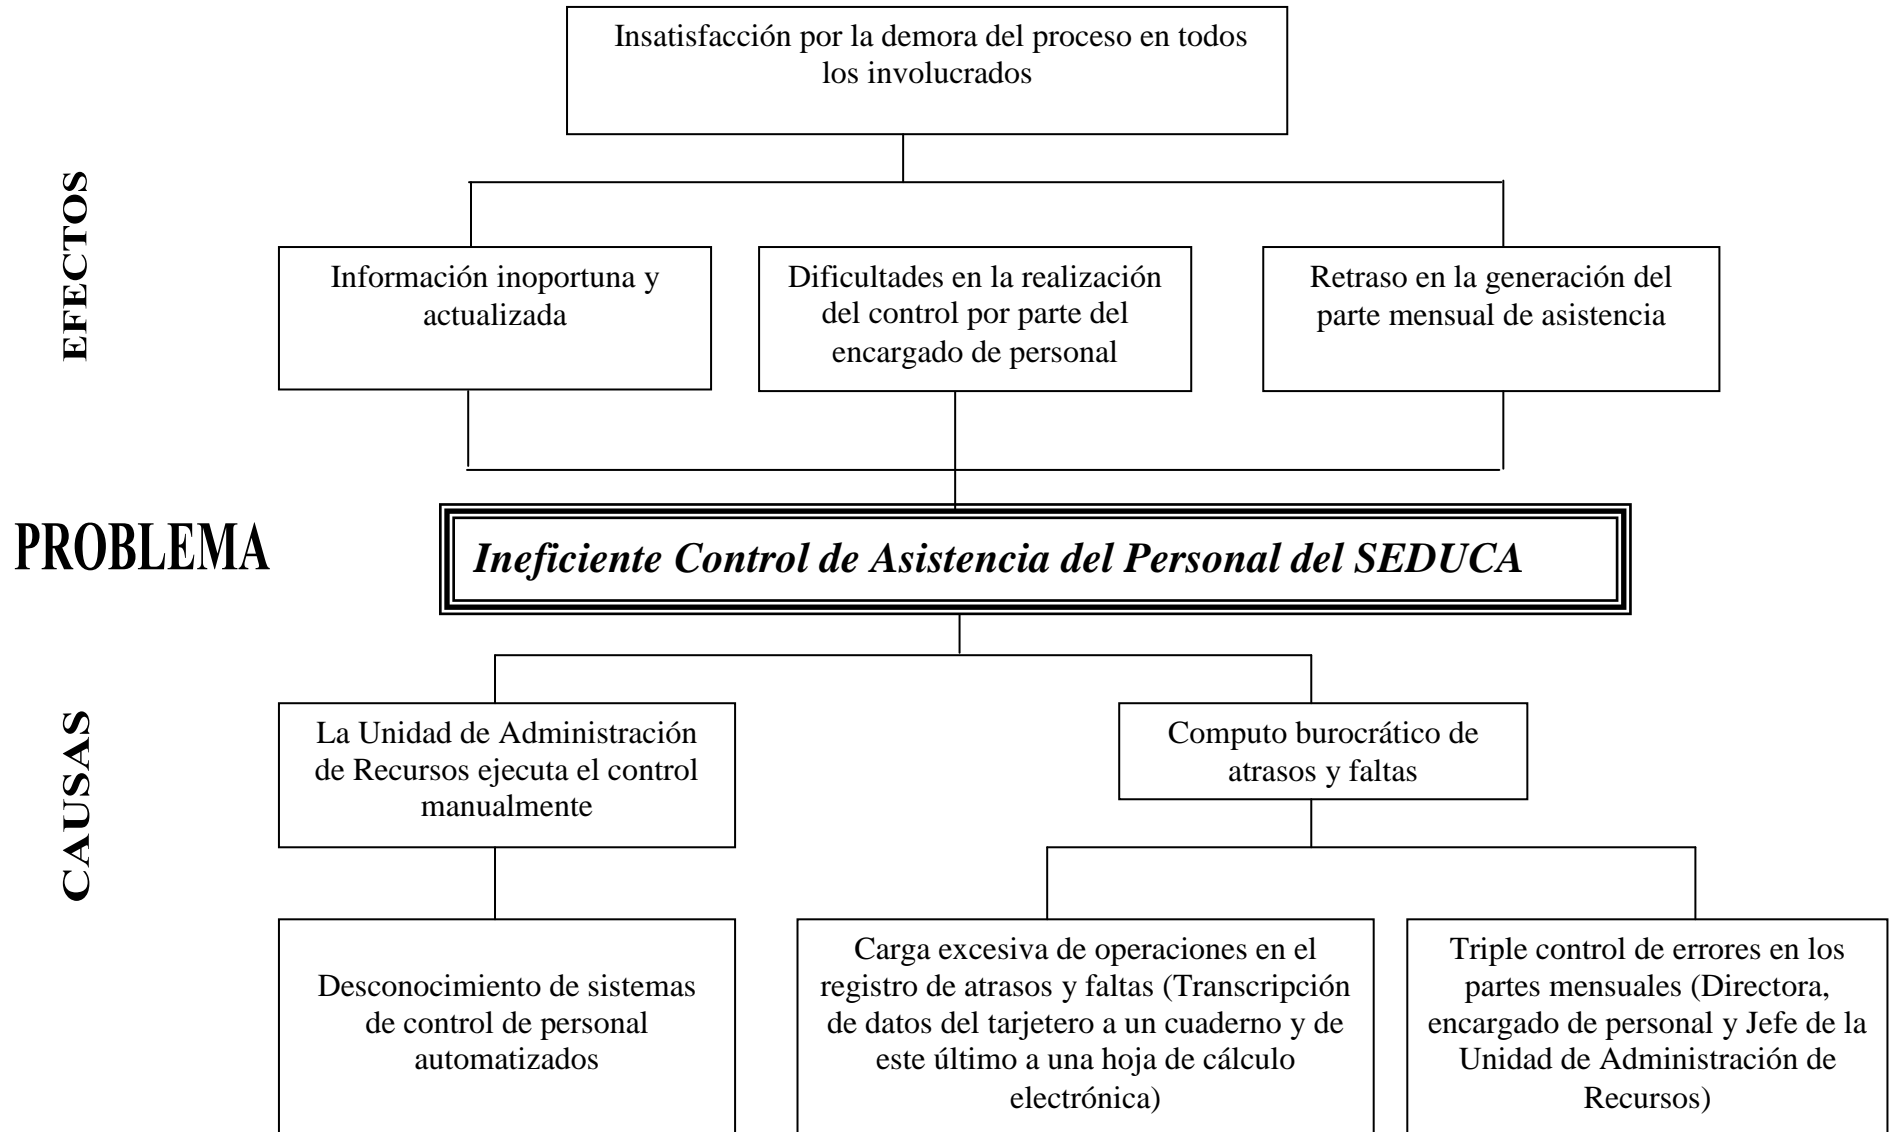 Insatisfacción por la demora del proceso en todos
los involucrados
EFECTOS
Información inoportuna y
actualizada
Dificultades en la realización
del control por parte del
encargado de personal
Retraso en la generación del
parte mensual de asistencia
PROBLEMA
Ineficiente Control de Asistencia del Personal del SEDUCA
CAUSAS
La Unidad de Administración
de Recursos ejecuta el control
manualmente
Computo burocrático de
atrasos y faltas
Desconocimiento de sistemas
de control de personal
automatizados
Carga excesiva de operaciones en el
registro de atrasos y faltas (Transcripción
de datos del tarjetero a un cuaderno y de
este último a una hoja de cálculo
electrónica)
Triple control de errores en los
partes mensuales (Directora,
encargado de personal y Jefe de la
Unidad de Administración de
Recursos)